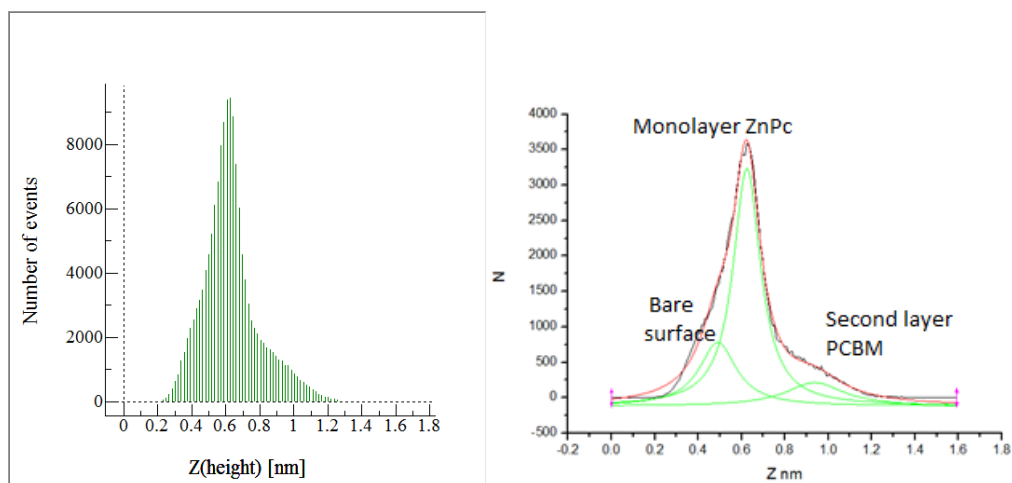 Number of events
8000
6000
4000
2000
0
0 0.2 0.4 0.6 0.8 1 1.2 1.4 1.6 1.8
Z(height) [nm]
Monolayer ZnPc
Bare
surface
Second layer
PCBM
N
4000
3500
3000
2500
2000
1500
1000
500
0
-500
-0.2 0.0 0.2 0.4 0.6 0.8 1.0 1.2 1.4 1.6 1.8
Z nm